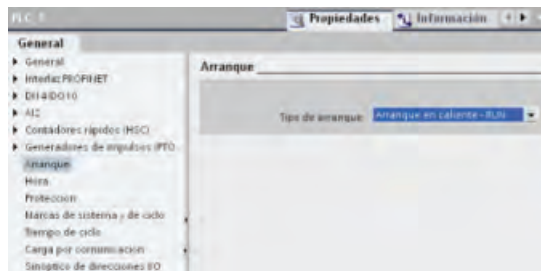 PLC 1
Propiedades
Información
General
General
Interfaz PROFINET
DI14/DO10
AI2
Contadores rápidos (HSC)
Generadores de impulsos (PTO
Arranque
Hora
Protección
Marcas de sistema y de ciclo
Tiempo de ciclo
Carga por comunicación
Sinóptico de direcciones I/O
Arranque
Tipo de arranque
Arranque en caliente - RUN